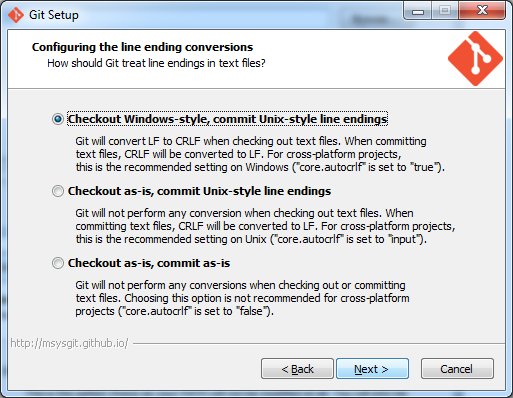 Git Setup
Configuring the line ending conversions
How should Git treat line endings in text files?
Checkout Windows-style, commit Unix-style line endings
Git will convert LF to CRLF when checking out text files. When committing
text files, CRLF will be converted to LF. For cross-platform projects,
this is the recommended setting on Windows ("core.autocrlf" is set to "true").
Checkout as-is, commit Unix-style line endings
Git will not perform any conversion when checking out text files. When
committing text files, CRLF will be converted to LF. For cross-platform projects,
this is the recommended setting on Unix ("core.autocrlf" is set to "input").
Checkout as-is, commit as-is
Git will not perform any conversions when checking out or committing
text files. Choosing this option is not recommended for cross-platform
projects ("core.autocrlf" is set to "false").
http://msysgit.github.io/
< Back Next > Cancel